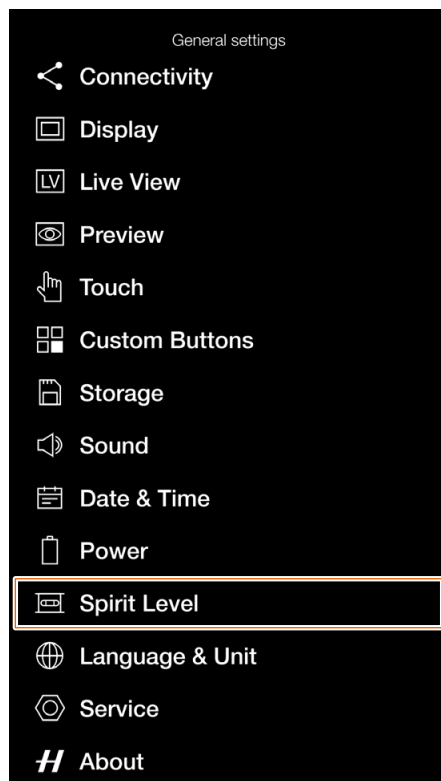 General settings
Connectivity
Display
LV Live View
Preview
Touch
Custom Buttons
Storage
Sound
Date & Time
Power
Spirit Level
Language & Unit
Service
H About